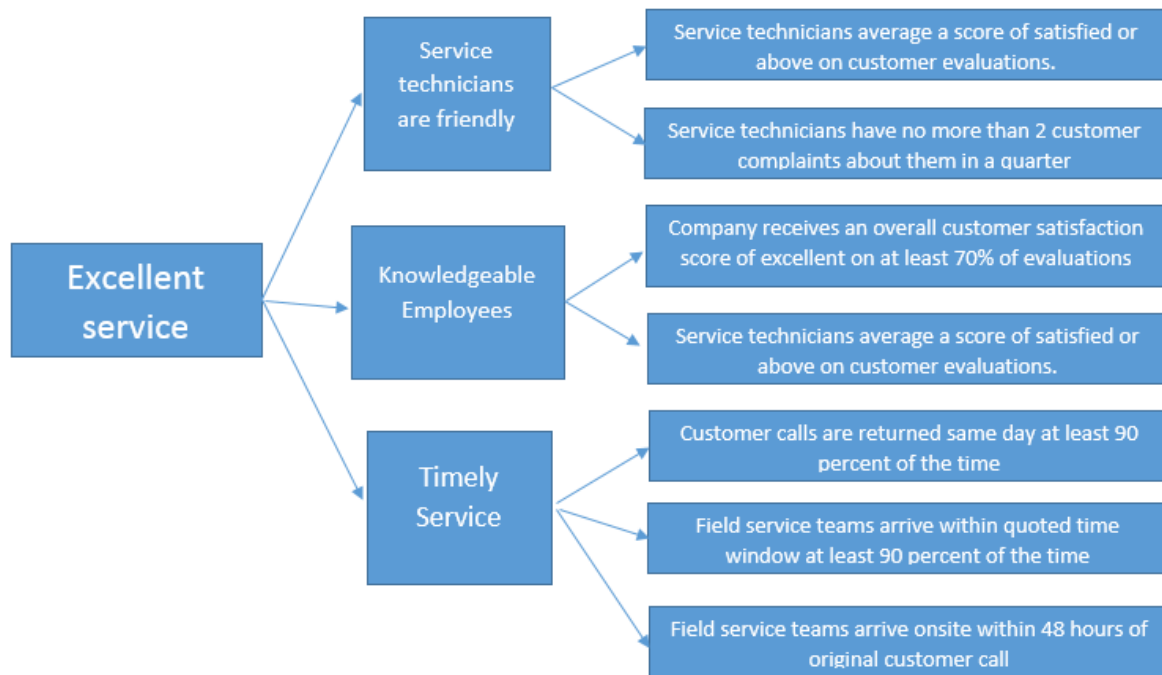 Excellent
service
Service
technicians
are friendly
Service technicians average a score of satisfied or
above on customer evaluations.
Service technicians have no more than 2 customer
complaints about them in a quarter
Knowledgeable
Employees
Company receives an overall customer satisfaction
score of excellent on at least 70% of evaluations
Service technicians average a score of satisfied or
above on customer evaluations.
Timely
Service
Customer calls are returned same day at least 90
percent of the time
Field service teams arrive within quoted time
window at least 90 percent of the time
Field service teams arrive onsite within 48 hours of
original customer call